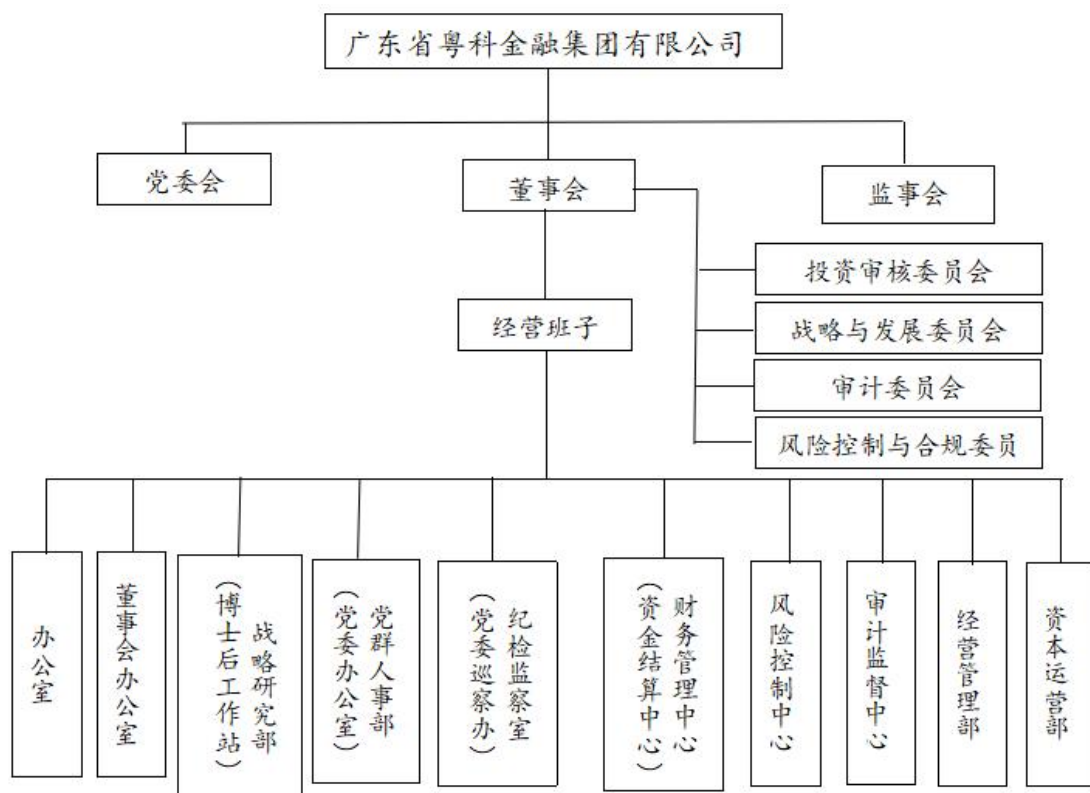 广东省粤科金融集团有限公司
党委会
董事会
监事会
投资审核委员会
经营班子
战略与发展委员会
审计委员会
风险控制与合规委员
办公室
董事会办公室
战略研究部
(博士后工作站)
党群人事部
(党委办公室)
纪检监察室
(党委巡察办)
财务管理中心
(资金结算中心)
风险控制中心
审计监督中心
经营管理部
资本运营部